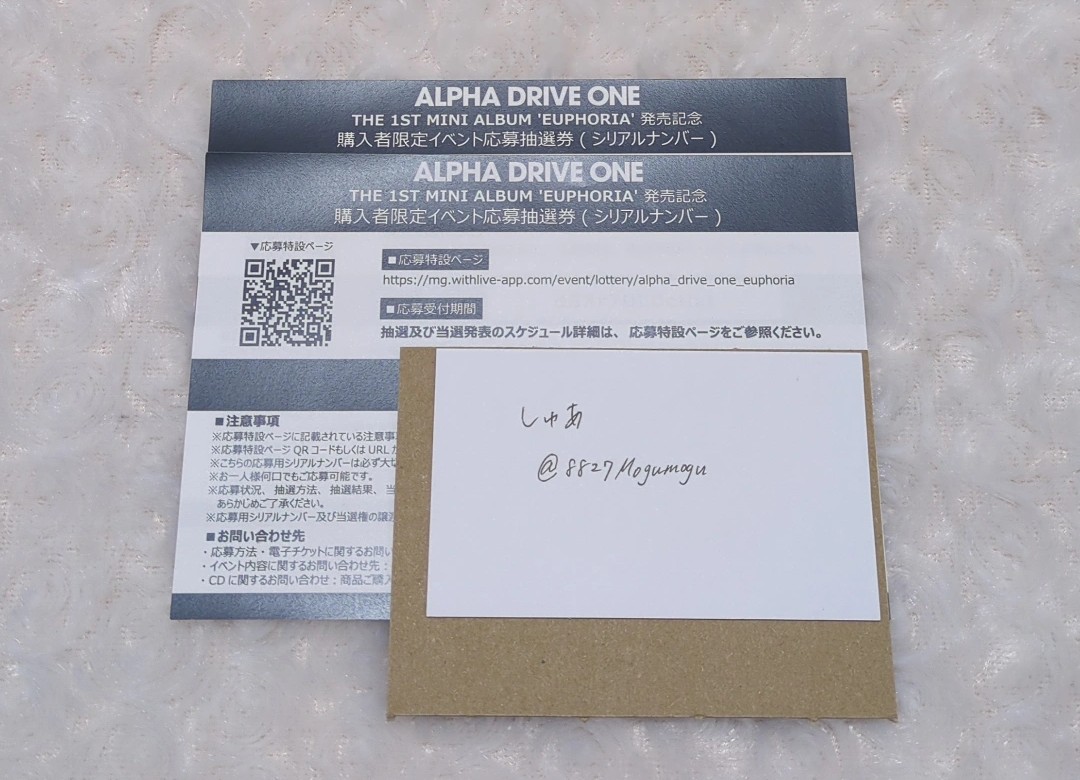 ALPHA DRIVE ONE
THE 1ST MINI ALBUM 'EUPHORIA' 発売記念
購入者限定イベント応募抽選券 ( シリアルナンバー )
ALPHA DRIVE ONE
THE 1ST MINI ALBUM 'EUPHORIA' 発売記念
購入者限定イベント応募抽選券 ( シリアルナンバー )
▼応募特設ページ
■応募特設ページ
https://mg.withlive-app.com/event/lottery/alpha_drive_one_euphoria
■応募受付期間
抽選及び当選発表のスケジュール詳細は、応募特設ページをご参照ください。
■注意事項
※応募特設ページに記載されている注意事
※応募特設ページ QR コードもしくは URL か
※こちらの応募用シリアルナンバーは必ず大切
※お一人様何口でもご応募可能です。
※応募状況、抽選方法、抽選結果、当
あらかじめご了承ください。
※応募用シリアルナンバー及び当選権の譲渡
■お問い合わせ先
・応募方法・電子チケットに関するお問い
・イベント内容に関するお問い合わせ先：
・CD に関するお問い合わせ：商品ご購入
しゅあ
@8827Mogumogu